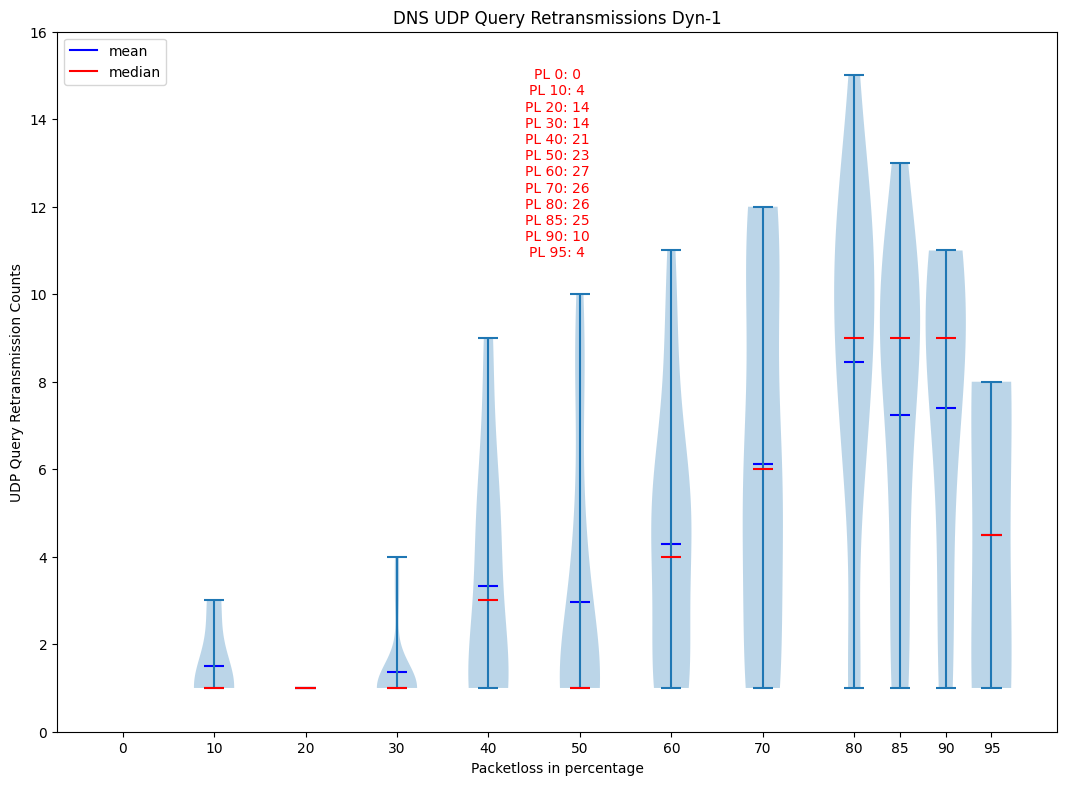 DNS UDP Query Retransmissions Dyn-1
mean
median
PL 0: 0
PL 10: 4
PL 20: 14
PL 30: 14
PL 40: 21
PL 50: 23
PL 60: 27
PL 70: 26
PL 80: 26
PL 85: 25
PL 90: 10
PL 95: 4
UDP Query Retransmission Counts
16
14
12
10
8
6
4
2
0
0 10 20 30 40 50 60 70 80 85 90 95
Packetloss in percentage